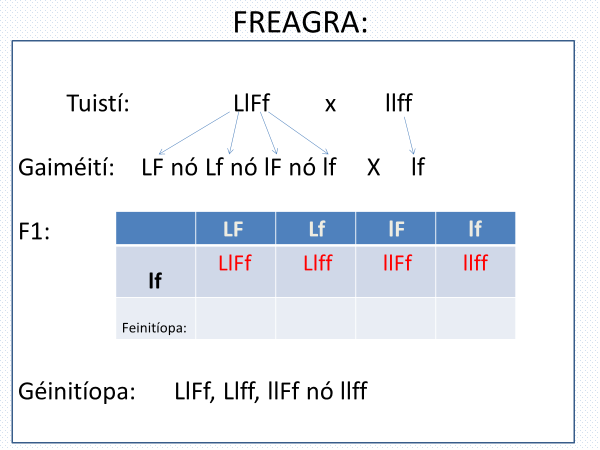 FREAGRA:
Tuistí: LlFf x llff
Gaiméití: LF nó Lf nó lF nó lf X lf
F1:
LF Lf lF lf
lf LlFf Llff llFf llff
Feinitíopa:
Géinitíopa: LlFf, Llff, llFf nó llff